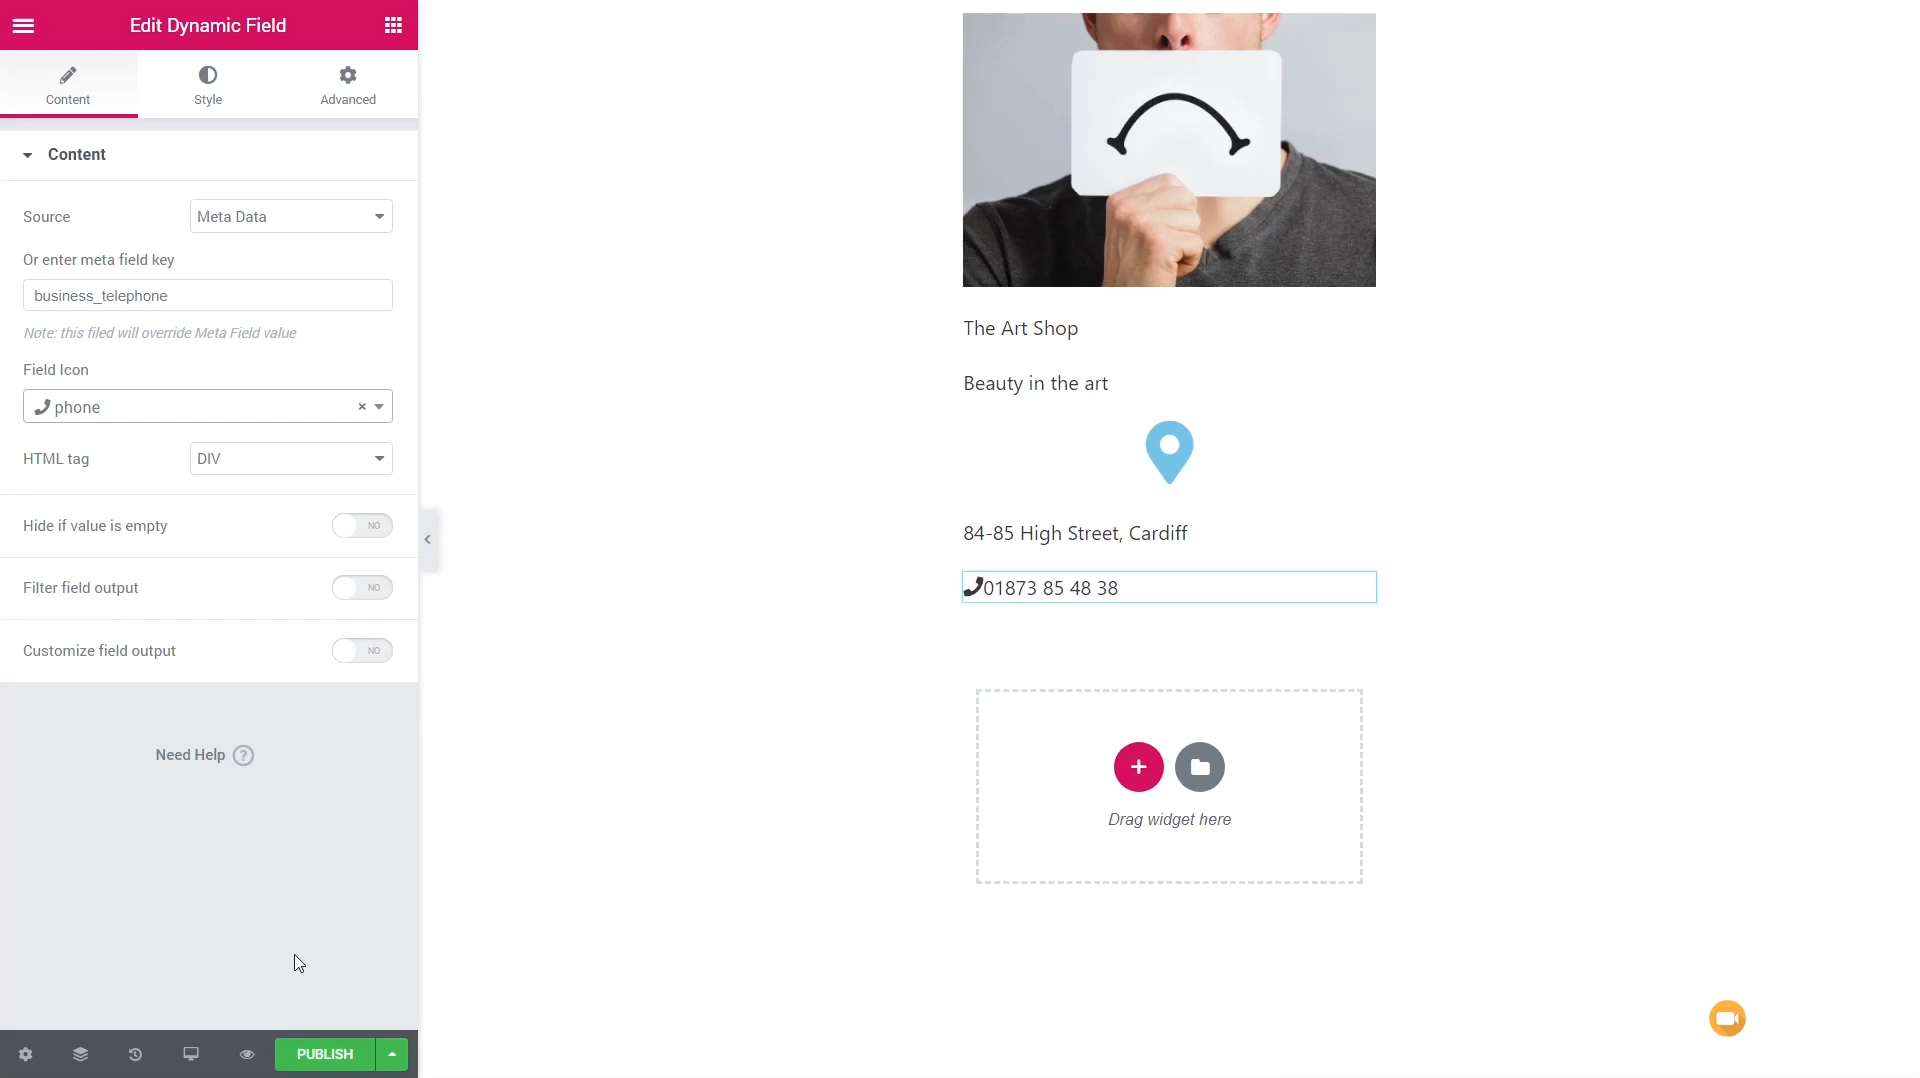 Edit Dynamic Field
Content
Style
Advanced
Content
Source
Meta Data
Or enter meta field key
business_telephone
Note: this filed will override Meta Field value
Field Icon
phone
HTML tag
DIV
Hide if value is empty
NO
Filter field output
NO
Customize field output
NO
Need Help ?
PUBLISH
The Art Shop
Beauty in the art
84-85 High Street, Cardiff
01873 85 48 38
Drag widget here